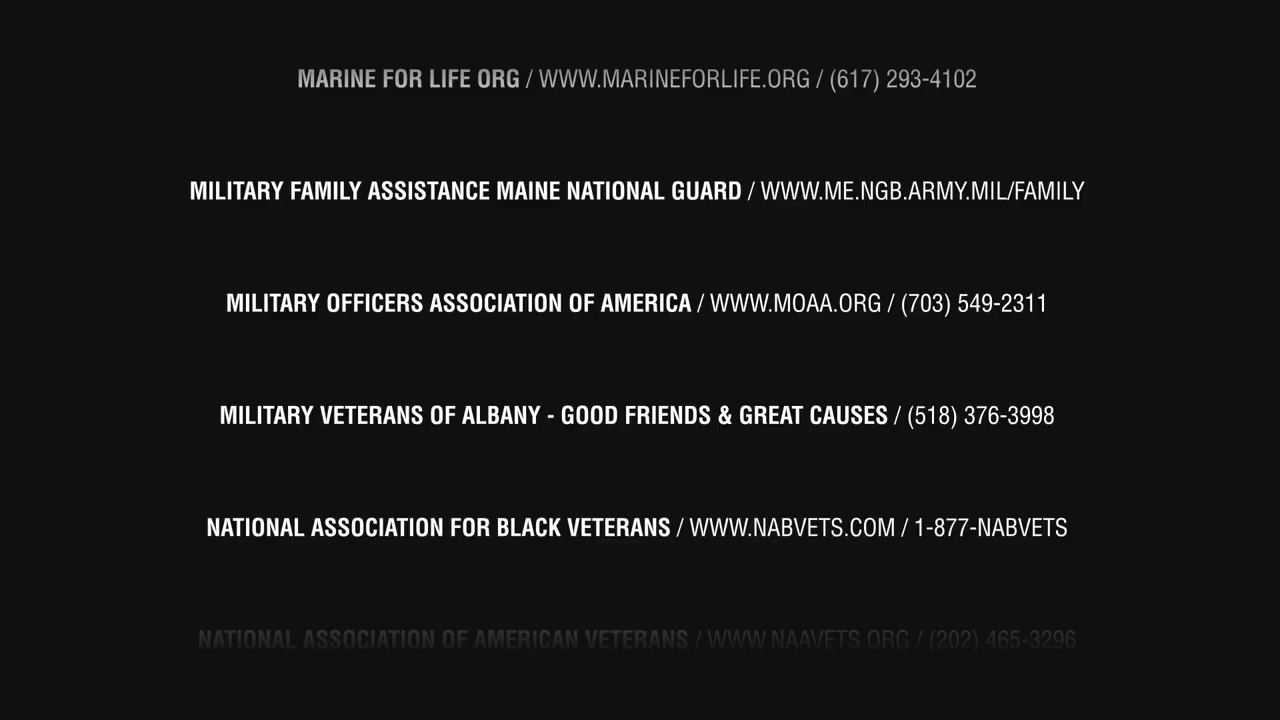 MARINE FOR LIFE ORG / WWW.MARINEFORLIFE.ORG / (617) 293-4102
MILITARY FAMILY ASSISTANCE MAINE NATIONAL GUARD / WWW.ME.NGB.ARMY.MIL/FAMILY
MILITARY OFFICERS ASSOCIATION OF AMERICA / WWW.MOAA.ORG / (703) 549-2311
MILITARY VETERANS OF ALBANY - GOOD FRIENDS & GREAT CAUSES / (518) 376-3998
NATIONAL ASSOCIATION FOR BLACK VETERANS / WWW.NABVETS.COM / 1-877-NABVETS
NATIONAL ASSOCIATION OF AMERICAN VETERANS / WWW.NAAVETS.ORG / (202) 465-3296